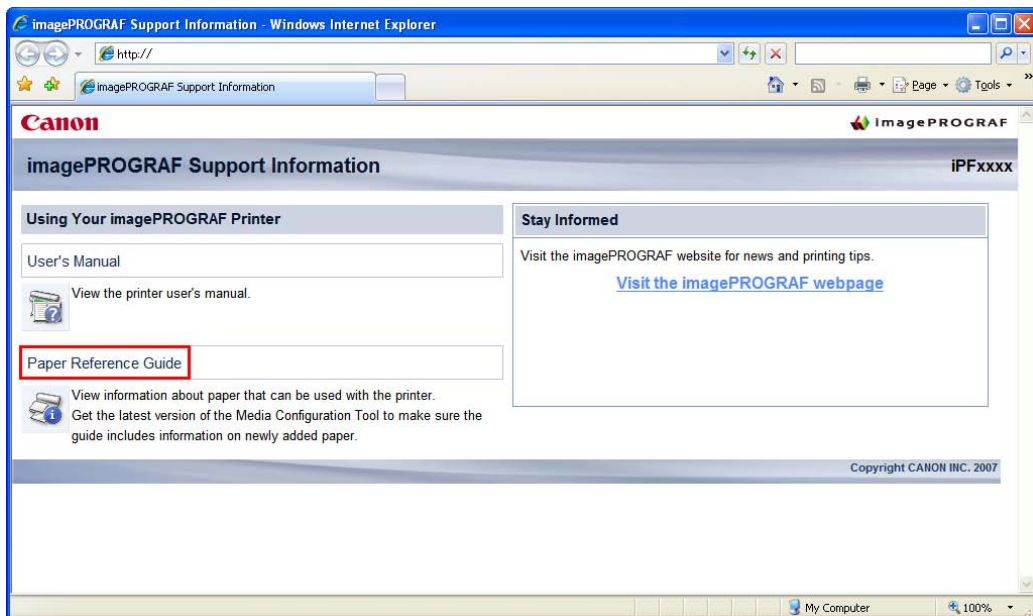 imagePROGRAF Support Information - Windows Internet Explorer
http://
imagePROGRAF Support Information
Page
Tools
»
Canon
imagePROGRAF
imagePROGRAF Support Information
iPFxxxx
Using Your imagePROGRAF Printer
User's Manual
View the printer user's manual.
Paper Reference Guide
View information about paper that can be used with the printer.
Get the latest version of the Media Configuration Tool to make sure the
guide includes information on newly added paper.
Stay Informed
Visit the imagePROGRAF website for news and printing tips.
Visit the imagePROGRAF webpage
Copyright CANON INC. 2007
My Computer
100%